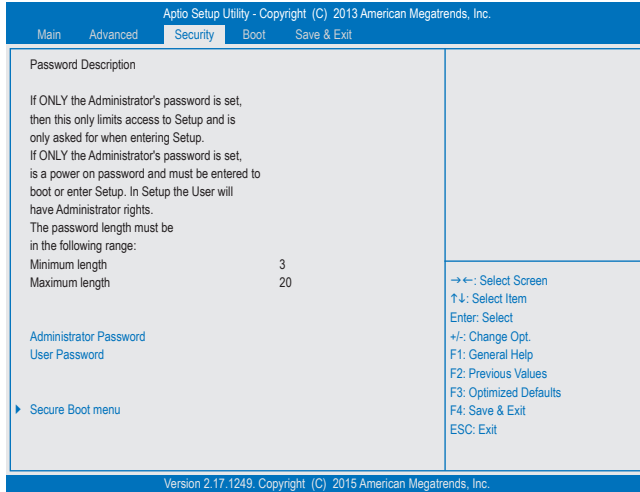 Aptio Setup Utility - Copyright (C) 2013 American Megatrends, Inc.
Main Advanced Security Boot Save & Exit
Password Description
If ONLY the Administrator's password is set,
then this only limits access to Setup and is
only asked for when entering Setup.
If ONLY the Administrator's password is set,
is a power on password and must be entered to
boot or enter Setup. In Setup the User will
have Administrator rights.
The password length must be
in the following range:
Minimum length 3
Maximum length 20
Administrator Password
User Password
Secure Boot menu
→←: Select Screen
↑↓: Select Item
Enter: Select
+/-: Change Opt.
F1: General Help
F2: Previous Values
F3: Optimized Defaults
F4: Save & Exit
ESC: Exit
Version 2.17.1249. Copyright (C) 2015 American Megatrends, Inc.